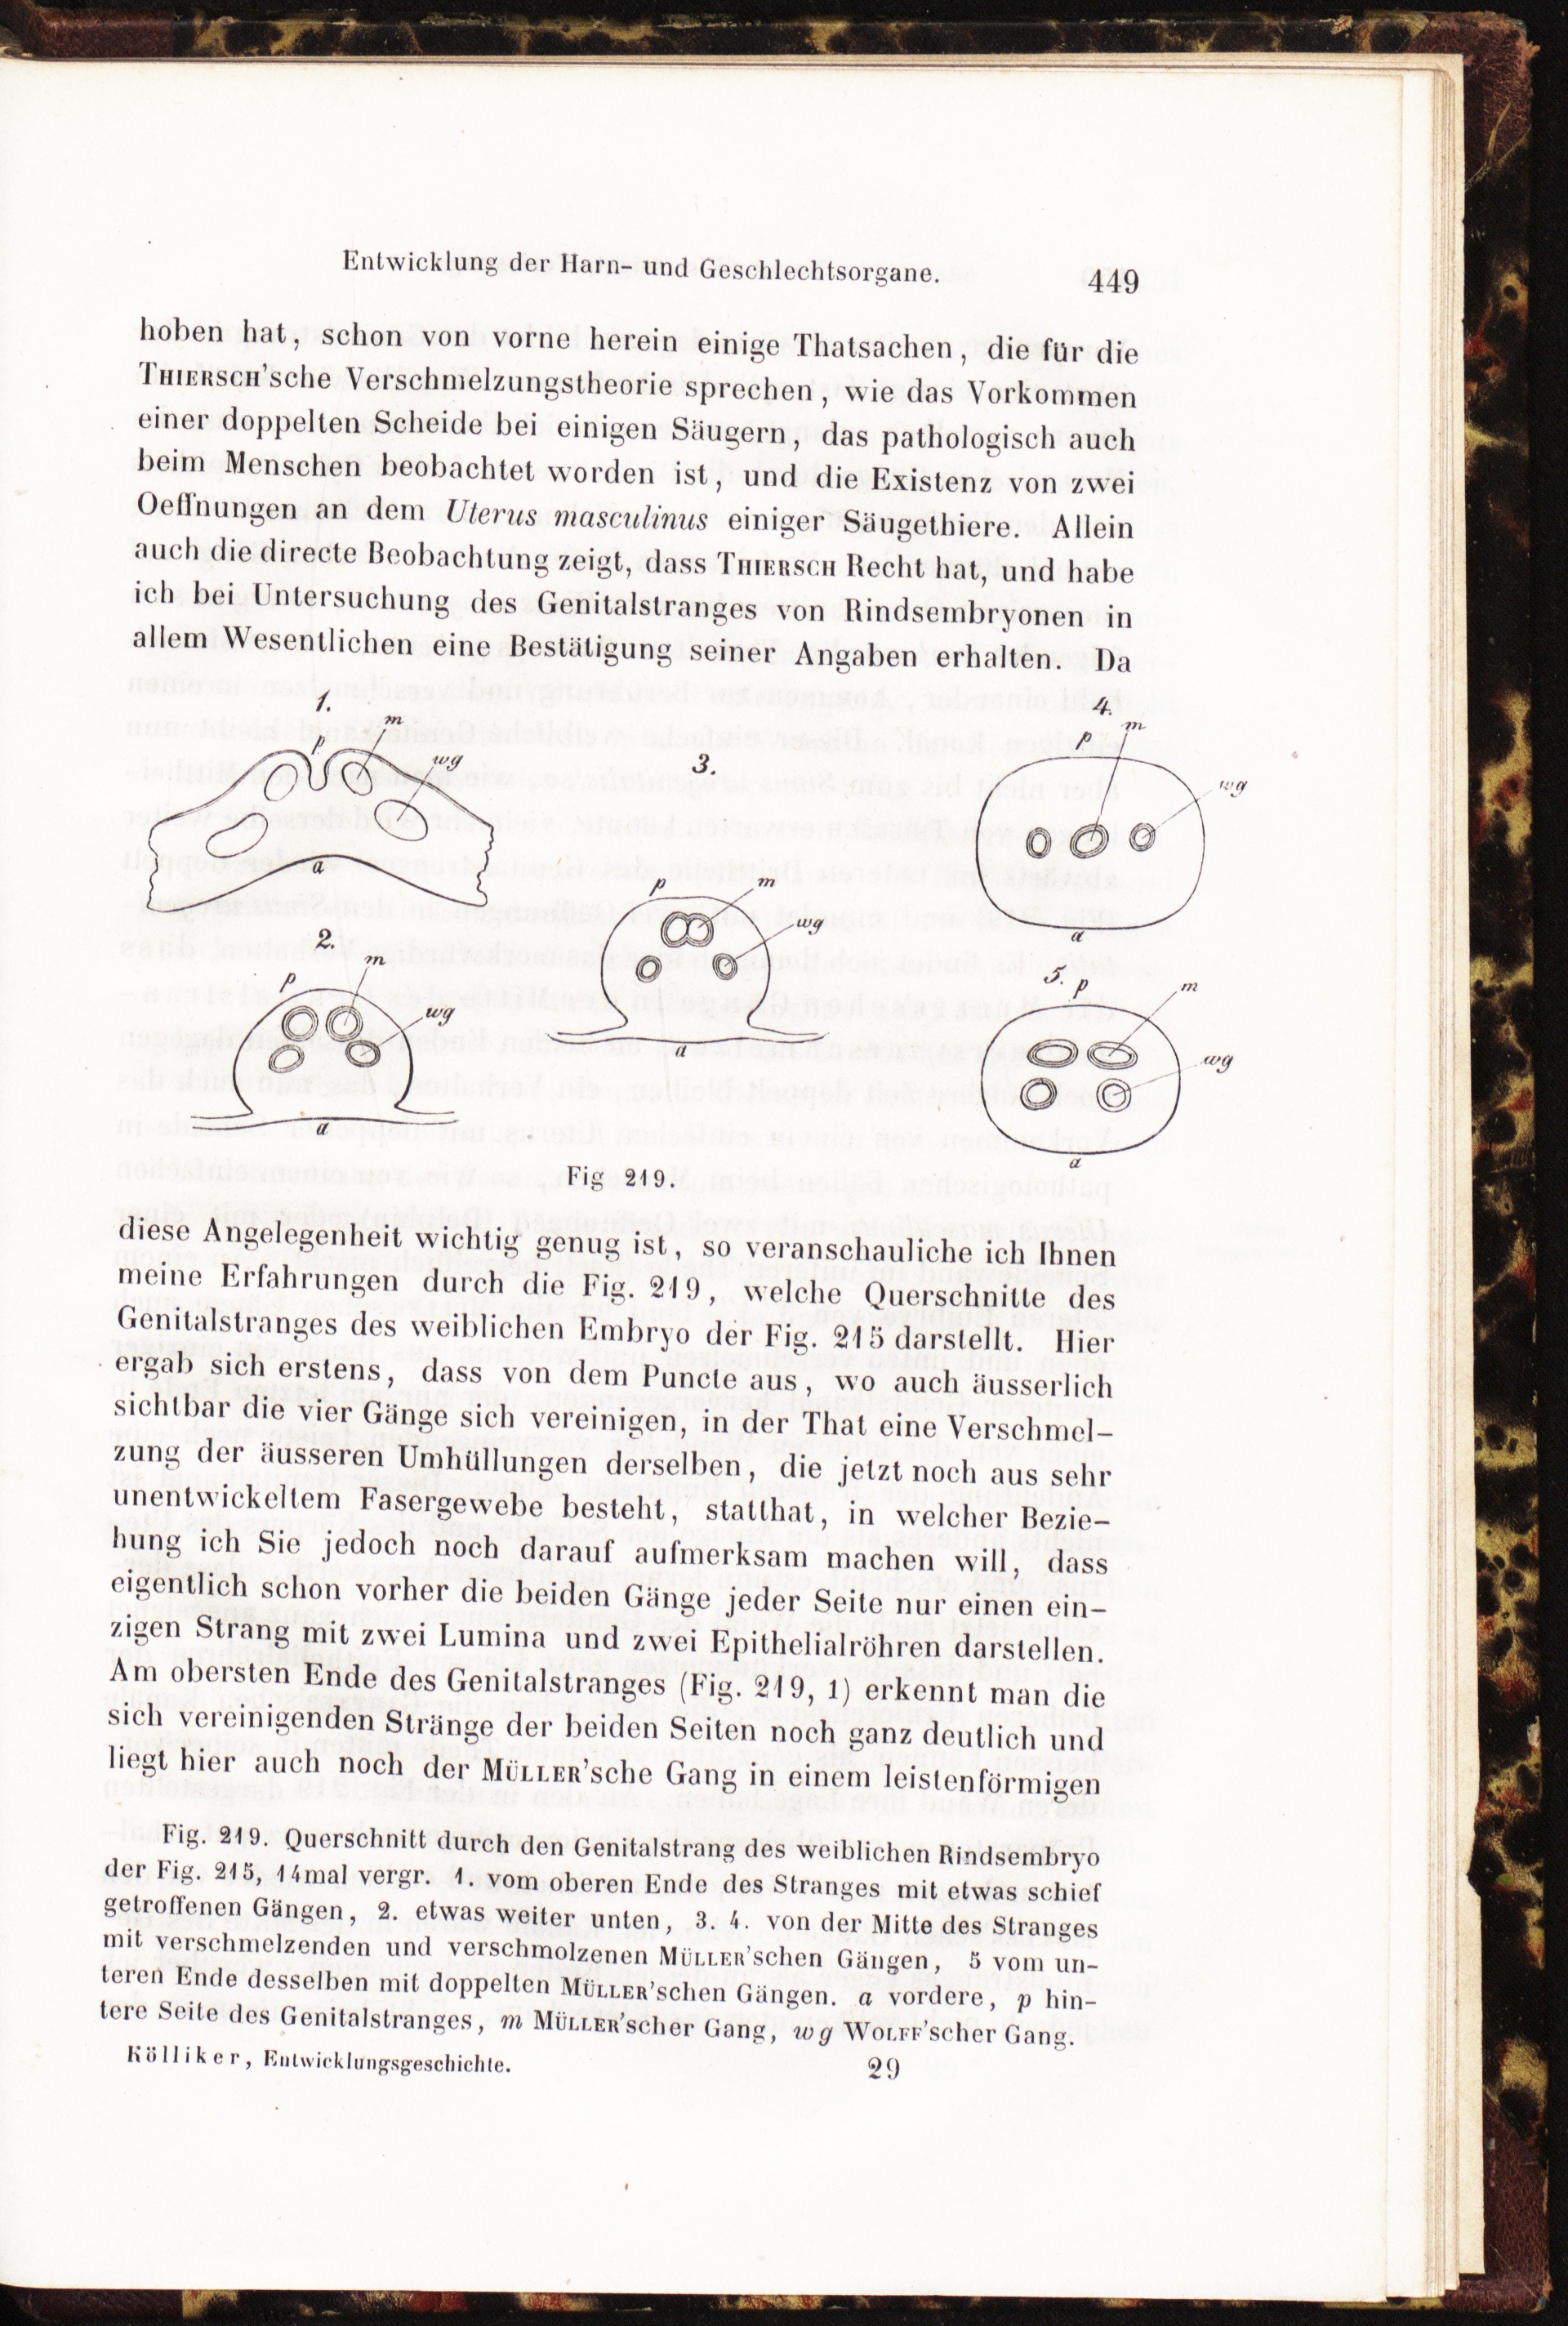 Entwicklung der Harn- und Geschlechtsorgane. 449
hoben hat, schon von vorne herein einige Thatsachen, die für die
THIERSCH'sche Verschmelzungstheorie sprechen, wie das Vorkommen
einer doppelten Scheide bei einigen Säugern, das pathologisch auch
beim Menschen beobachtet worden ist, und die Existenz von zwei
Oeffnungen an dem Uterus masculinus einiger Säugethiere. Allein
auch die directe Beobachtung zeigt, dass THIERSCH Recht hat, und habe
ich bei Untersuchung des Genitalstranges von Rindsembryonen in
allem Wesentlichen eine Bestätigung seiner Angaben erhalten. Da
1.
p
m
wg
a
2.
p
m
wg
a
3.
p
m
wg
a
4.
p
m
wg
a
5.
p
m
wg
a
Fig 219.
diese Angelegenheit wichtig genug ist, so veranschauliche ich Ihnen
meine Erfahrungen durch die Fig. 219, welche Querschnitte des
Genitalstranges des weiblichen Embryo der Fig. 215 darstellt. Hier
ergab sich erstens, dass von dem Puncte aus, wo auch äusserlich
sichtbar die vier Gänge sich vereinigen, in der That eine Verschmel-
zung der äusseren Umhüllungen derselben, die jetzt noch aus sehr
unentwickeltem Fasergewebe besteht, statthat, in welcher Bezie-
hung ich Sie jedoch noch darauf aufmerksam machen will, dass
eigentlich schon vorher die beiden Gänge jeder Seite nur einen ein-
zigen Strang mit zwei Lumina und zwei Epithelialröhren darstellen.
Am obersten Ende des Genitalstranges (Fig. 219, 1) erkennt man die
sich vereinigenden Stränge der beiden Seiten noch ganz deutlich und
liegt hier auch noch der MÜLLER'sche Gang in einem leistenförmigen
Fig. 219. Querschnitt durch den Genitalstrang des weiblichen Rindsembryo
der Fig. 215, 14mal vergr. 1. vom oberen Ende des Stranges mit etwas schief
getroffenen Gängen, 2. etwas weiter unten, 3. 4. von der Mitte des Stranges
mit verschmelzenden und verschmolzenen MÜLLER'schen Gängen, 5 vom un-
teren Ende desselben mit doppelten MÜLLER'schen Gängen. a vordere, p hin-
tere Seite des Genitalstranges, m MÜLLER'scher Gang, wg WOLFF'scher Gang.
Kölliker, Entwicklungsgeschichte. 29